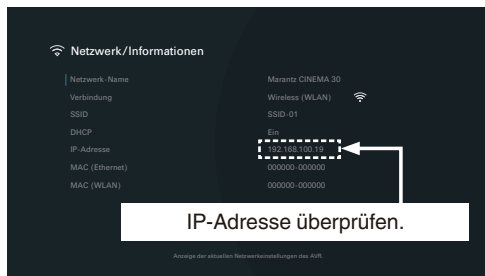 Netzwerk/Informationen
Netzwerk-Name Marantz CINEMA 30
Verbindung Wireless (WLAN)
SSID SSID-01
DHCP Ein
IP-Adresse 192.168.100.19
MAC (Ethernet) 000000-000000
MAC (WLAN) 000000-000000
IP-Adresse überprüfen.
Anzeige der aktuellen Netzwerkeinstellungen des AVR.